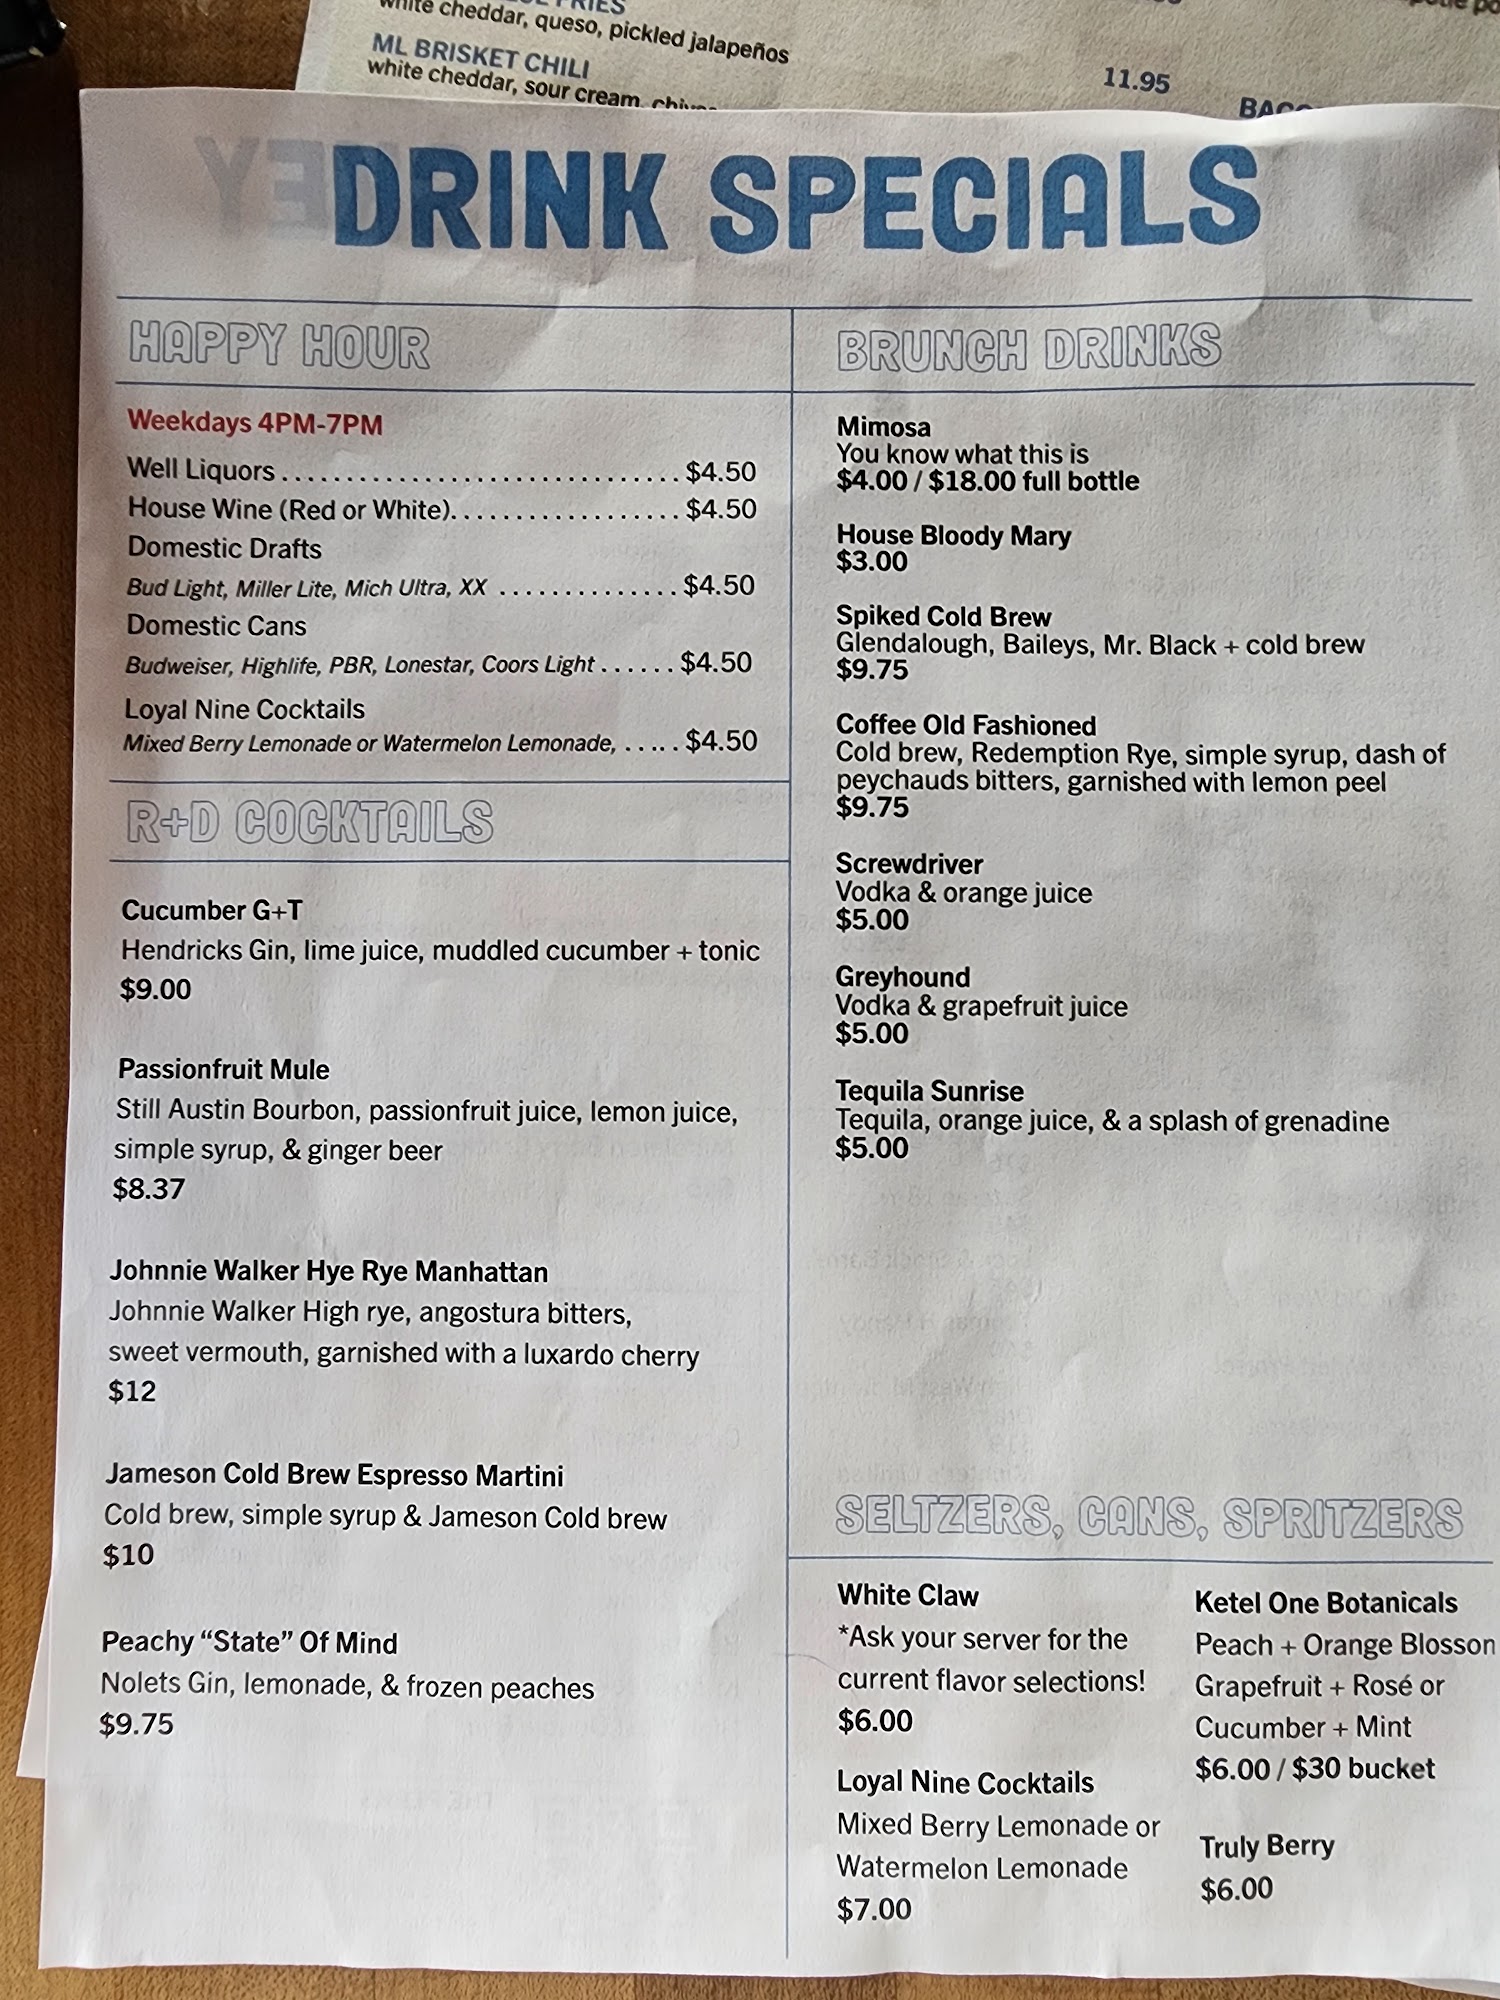 white cheddar, queso, pickled jalapeños
ML BRISKET CHILI
white cheddar, sour cream,
11.95
DRINK SPECIALS
HAPPY HOUR
Weekdays 4PM-7PM
Well Liquors.............................. $4.50
House Wine (Red or White).................. $4.50
Domestic Drafts
Bud Light, Miller Lite, Mich Ultra, XX .............. $4.50
Domestic Cans
Budweiser, Highlife, PBR, Lonestar, Coors Light ...... $4.50
Loyal Nine Cocktails
Mixed Berry Lemonade or Watermelon Lemonade, ..... $4.50
R+D COCKTAILS
Cucumber G+T
Hendricks Gin, lime juice, muddled cucumber + tonic
$9.00
Passionfruit Mule
Still Austin Bourbon, passionfruit juice, lemon juice,
simple syrup, & ginger beer
$8.37
Johnnie Walker Hye Rye Manhattan
Johnnie Walker High rye, angostura bitters,
sweet vermouth, garnished with a luxardo cherry
$12
Jameson Cold Brew Espresso Martini
Cold brew, simple syrup & Jameson Cold brew
$10
Peachy “State” Of Mind
Nolets Gin, lemonade, & frozen peaches
$9.75
BRUNCH DRINKS
Mimosa
You know what this is
$4.00 / $18.00 full bottle
House Bloody Mary
$3.00
Spiked Cold Brew
Glendalough, Baileys, Mr. Black + cold brew
$9.75
Coffee Old Fashioned
Cold brew, Redemption Rye, simple syrup, dash of
peychauds bitters, garnished with lemon peel
$9.75
Screwdriver
Vodka & orange juice
$5.00
Greyhound
Vodka & grapefruit juice
$5.00
Tequila Sunrise
Tequila, orange juice, & a splash of grenadine
$5.00
SELTZERS, CANS, SPRITZERS
White Claw
*Ask your server for the
current flavor selections!
$6.00
Loyal Nine Cocktails
Mixed Berry Lemonade or
Watermelon Lemonade
$7.00
Ketel One Botanicals
Peach + Orange Blosson
Grapefruit + Rosé or
Cucumber + Mint
$6.00 / $30 bucket
Truly Berry
$6.00